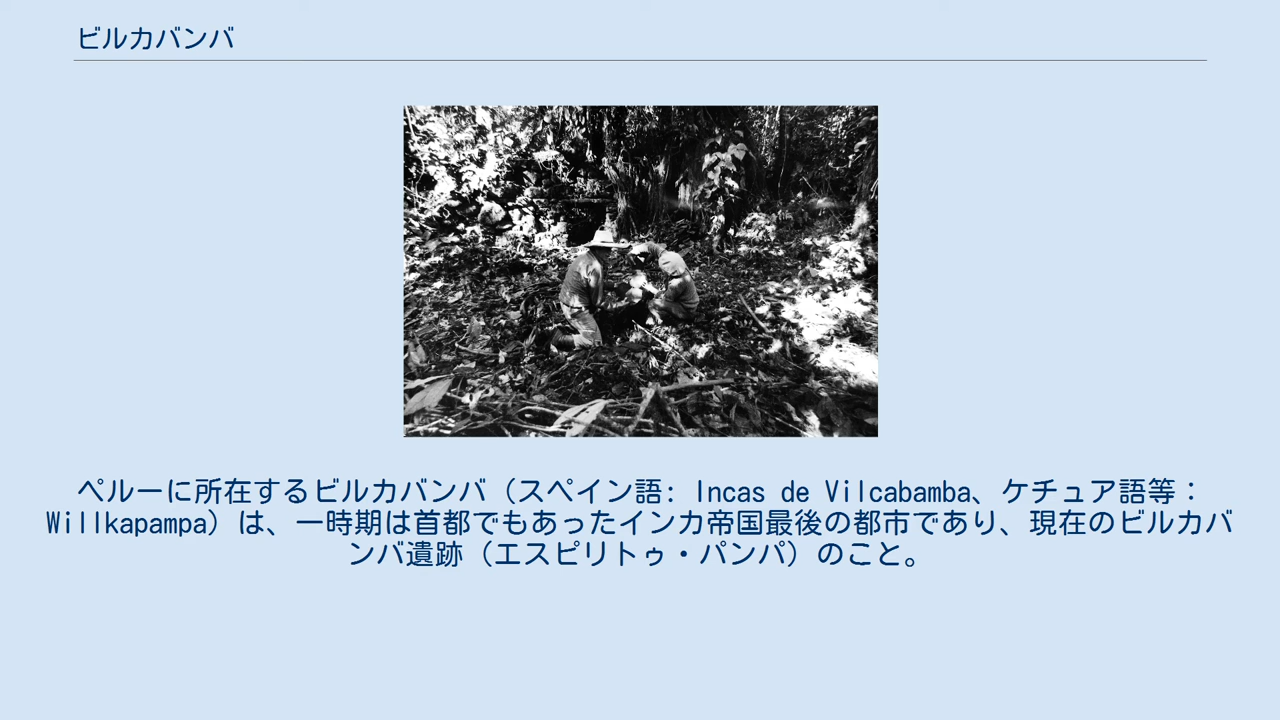 ビルカバンバ
ペルーに所在するビルカバンバ（スペイン語: Incas de Vilcabamba、ケチュア語等：
Willkapampa）は、一時期は首都でもあったインカ帝国最後の都市であり、現在のビルカバ
ンバ遺跡（エスピリトゥ・パンパ）のこと。